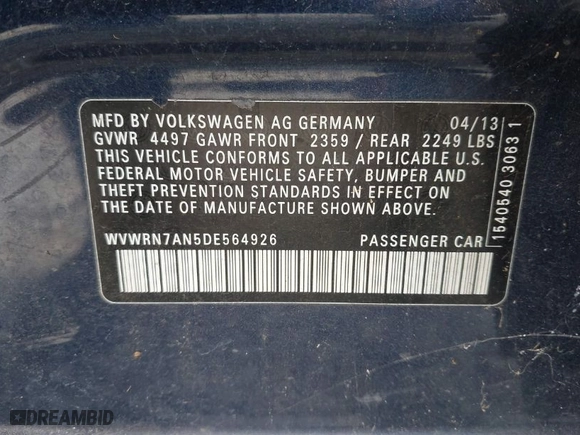 MFD BY VOLKSWAGEN AG GERMANY 04/13
GVWR 4497 GAWR FRONT 2359 / REAR 2249 LBS
THIS VEHICLE CONFORMS TO ALL APPLICABLE U.S.
FEDERAL MOTOR VEHICLE SAFETY, BUMPER AND
THEFT PREVENTION STANDARDS IN EFFECT ON
THE DATE OF MANUFACTURE SHOWN ABOVE.
WVWRN7AN5DE564926 PASSENGER CAR
1540540 3063 1
DREAMBID